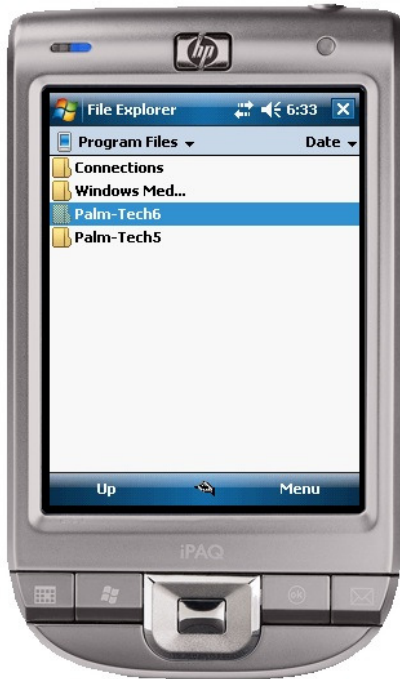 hp
File Explorer 6:33
Program Files Date
Connections
Windows Med...
Palm-Tech6
Palm-Tech5
Up Menu
iPAQ
ok